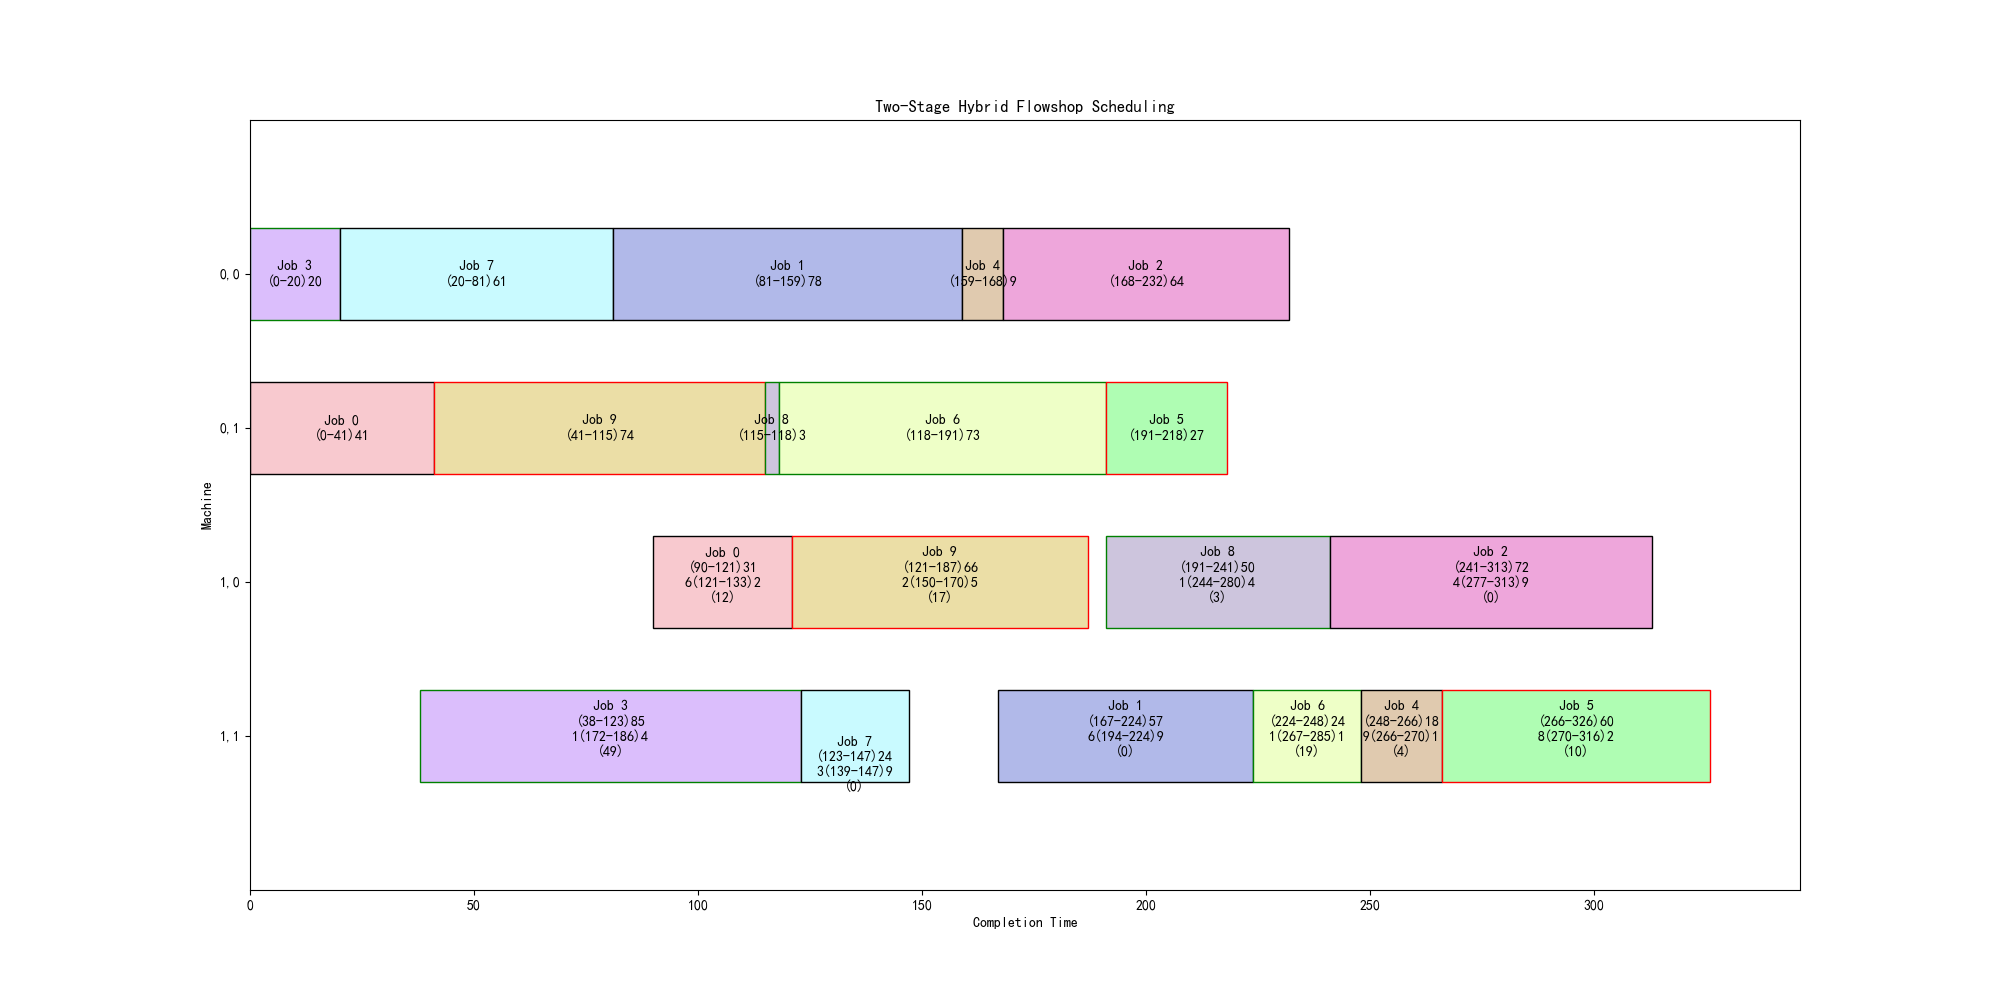 Two-Stage Hybrid Flowshop Scheduling
Machine
0,0
Job 3
(0-20)20
Job 7
(20-81)61
Job 1
(81-159)78
Job 4
(159-168)9
Job 2
(168-232)64
0,1
Job 0
(0-41)41
Job 9
(41-115)74
Job 8
(115-118)3
Job 6
(118-191)73
Job 5
(191-218)27
1,0
Job 0
(90-121)31
6(121-133)2
(12)
Job 9
(121-187)66
2(150-170)5
(17)
Job 8
(191-241)50
1(244-280)4
(3)
Job 2
(241-313)72
4(277-313)9
(0)
1,1
Job 3
(38-123)85
1(172-186)4
(49)
Job 7
(123-147)24
3(139-147)9
(0)
Job 1
(167-224)57
6(194-224)9
(0)
Job 6
(224-248)24
1(267-285)1
(19)
Job 4
(248-266)18
9(266-270)1
(4)
Job 5
(266-326)60
8(270-316)2
(10)
0
50
100
150
200
250
300
Completion Time